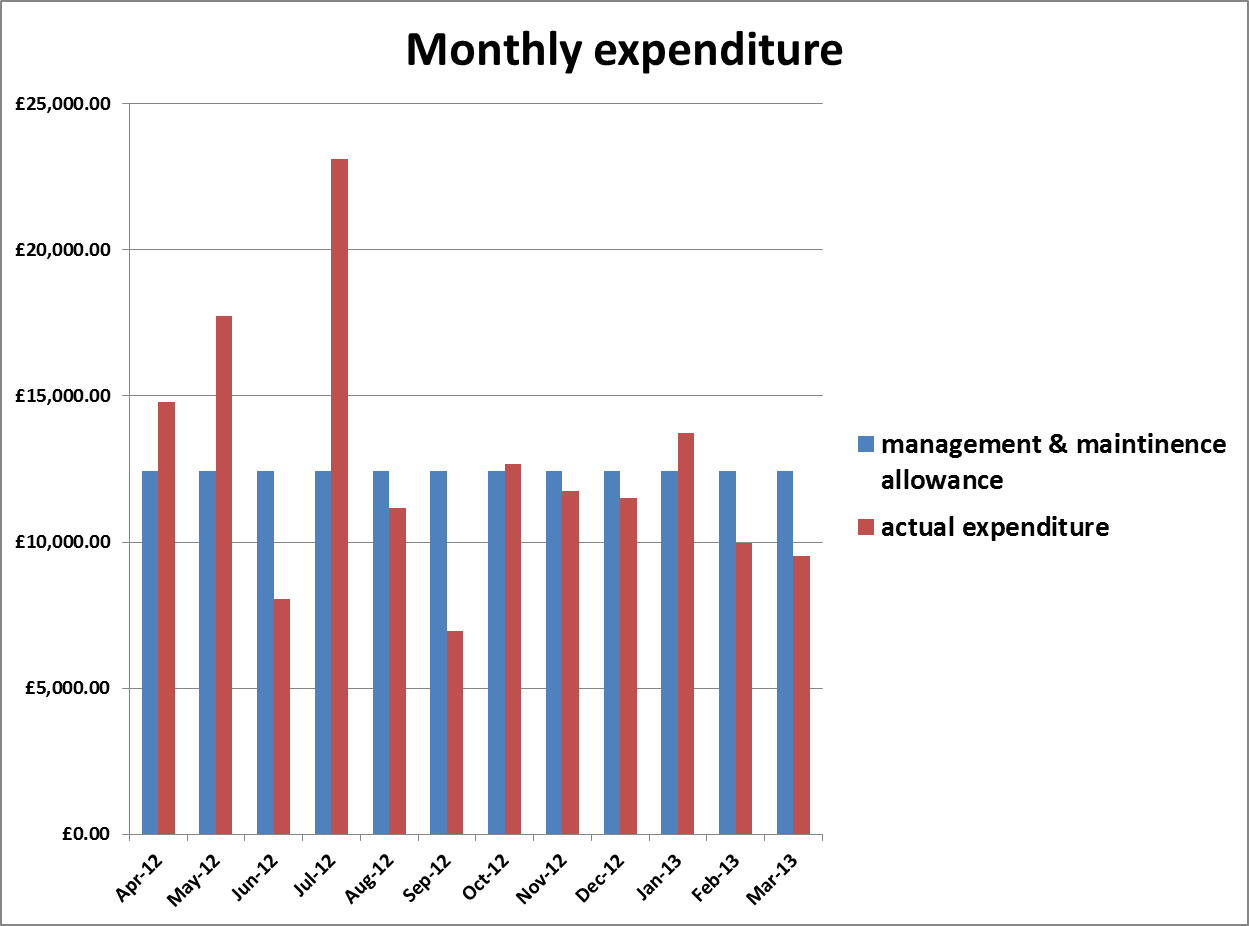 Monthly expenditure
£25,000.00
£20,000.00
£15,000.00
£10,000.00
£5,000.00
£0.00
Apr-12
May-12
Jun-12
Jul-12
Aug-12
Sep-12
Oct-12
Nov-12
Dec-12
Jan-13
Feb-13
Mar-13
management & maintinence
allowance
actual expenditure